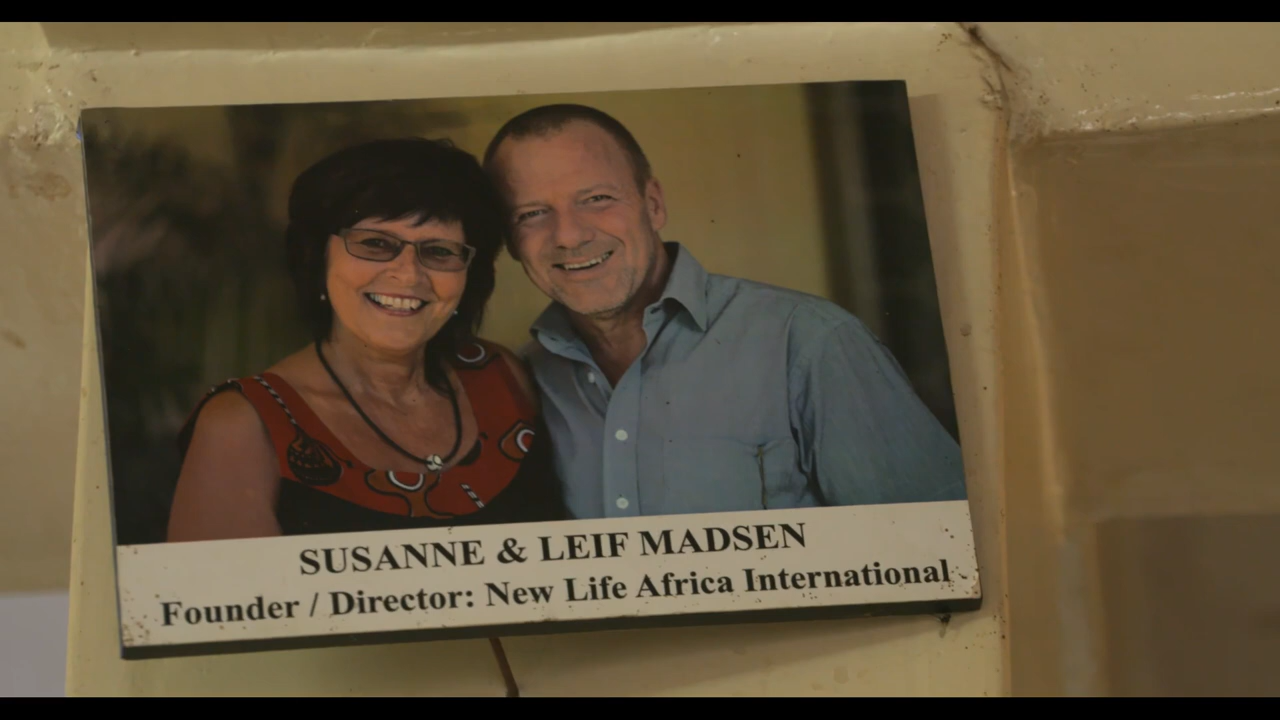 SUSANNE & LEIF MADSEN
Founder / Director: New Life Africa International